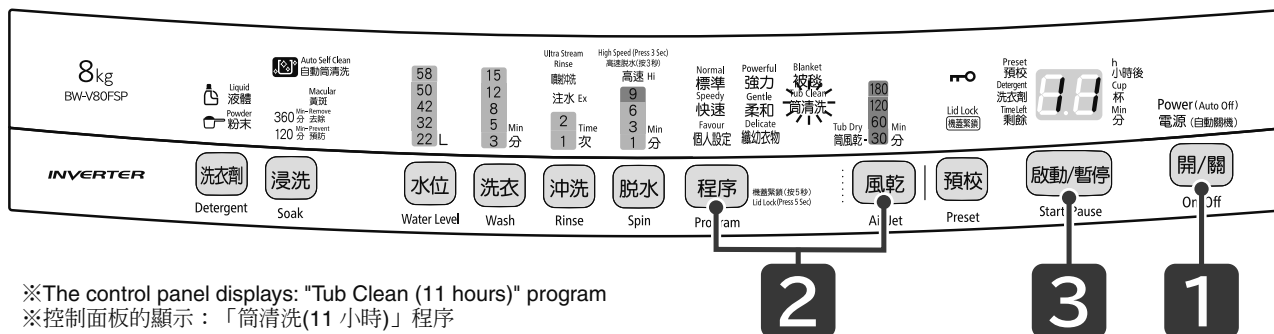 8kg
BW-V80FSP
Liquid
液體
Powder
粉末
Auto Self Clean
自動筒清洗
Macular
黃斑
360 Min-Remove
分 去除
120 Min-Prevent
分 預防
58
50
42
32
22 L
15
12
8
5 Min
3 分
Ultra Stream
Rinse
瞬沖洗
注水 Ex
2 Time
1 次
High Speed (Press 3 Sec)
高速脫水(按3秒)
高速 Hi
9
6
3 Min
1 分
Normal
標準
Speedy
快速
Favour
個人設定
Powerful
強力
Gentle
柔和
Delicate
纖幼衣物
Blanket
被毯
Tub Clean
筒清洗
180
120
60 Min
Tub Dry
筒風乾-30 分
Lid Lock
機蓋緊鎖
Preset
預校
Detergent
洗衣劑
Time Left
剩餘
11
h
小時後
Cup
杯
Min
分
Power (Auto Off)
電源 (自動關機)
INVERTER
洗衣劑
Detergent
浸洗
Soak
水位
Water Level
洗衣
Wash
沖洗
Rinse
脫水
Spin
程序
Program
機蓋緊鎖(按5秒)
Lid Lock(Press 5 Sec)
風乾
Air Jet
預校
Preset
啟動/暫停
Start/Pause
開/關
On/Off
2
3
1
※The control panel displays: "Tub Clean (11 hours)" program
※控制面板的顯示：「筒清洗(11 小時)」程序